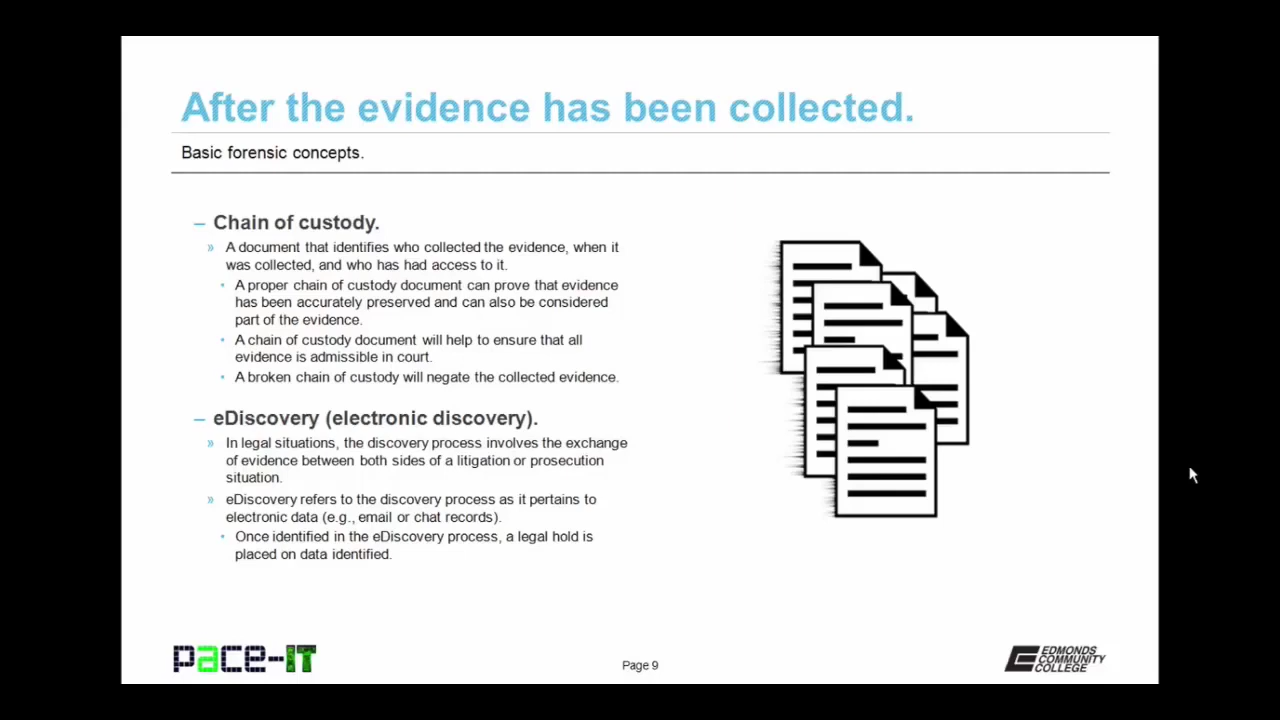 After the evidence has been collected.
Basic forensic concepts.
– Chain of custody.
» A document that identifies who collected the evidence, when it
was collected, and who has had access to it.
• A proper chain of custody document can prove that evidence
has been accurately preserved and can also be considered
part of the evidence.
• A chain of custody document will help to ensure that all
evidence is admissible in court.
• A broken chain of custody will negate the collected evidence.
– eDiscovery (electronic discovery).
» In legal situations, the discovery process involves the exchange
of evidence between both sides of a litigation or prosecution
situation.
» eDiscovery refers to the discovery process as it pertains to
electronic data (e.g., email or chat records).
• Once identified in the eDiscovery process, a legal hold is
placed on data identified.
pace-IT
Page 9
EDMONDS
COMMUNITY
COLLEGE